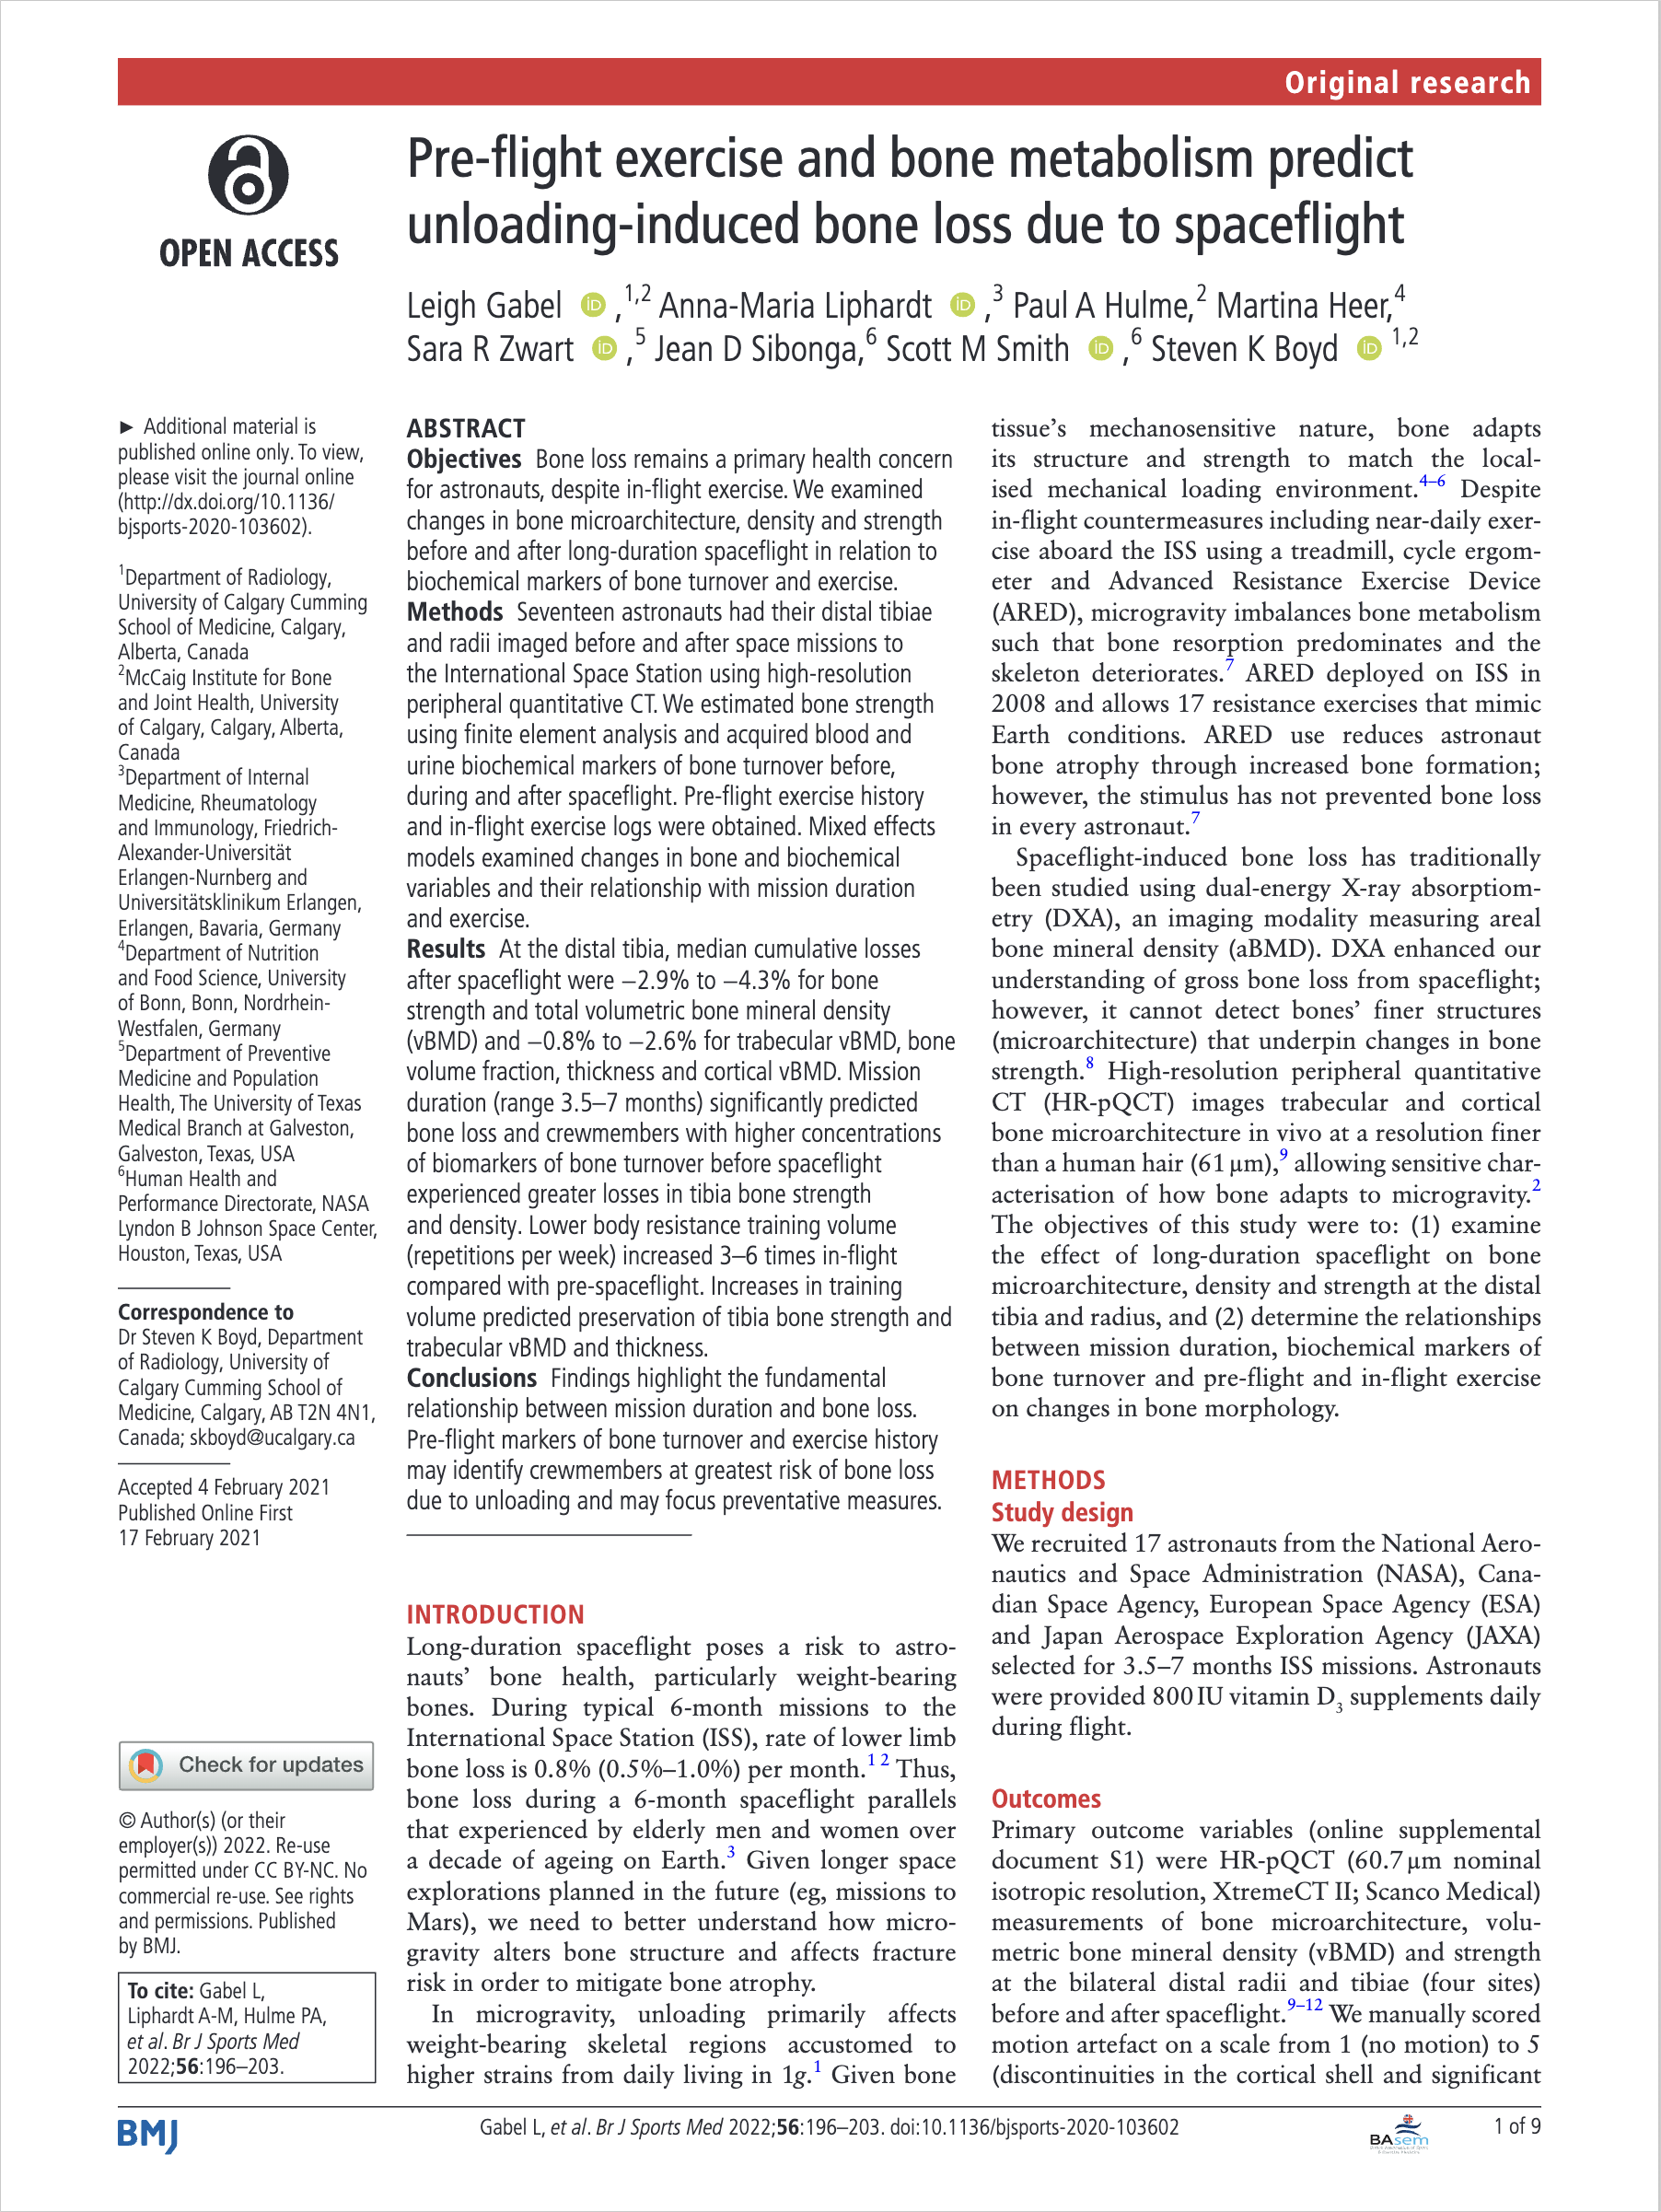 Original research
OPEN ACCESS
Pre-flight exercise and bone metabolism predict
unloading-induced bone loss due to spaceflight
Leigh Gabel iD ,1,2 Anna-Maria Liphardt iD ,3 Paul A Hulme,2 Martina Heer,4
Sara R Zwart iD ,5 Jean D Sibonga,6 Scott M Smith iD ,6 Steven K Boyd iD 1,2
► Additional material is
published online only. To view,
please visit the journal online
(http://dx.doi.org/10.1136/
bjsports-2020-103602).
1Department of Radiology,
University of Calgary Cumming
School of Medicine, Calgary,
Alberta, Canada
2McCaig Institute for Bone
and Joint Health, University
of Calgary, Calgary, Alberta,
Canada
3Department of Internal
Medicine, Rheumatology
and Immunology, Friedrich-
Alexander-Universität
Erlangen-Nurnberg and
Universitätsklinikum Erlangen,
Erlangen, Bavaria, Germany
4Department of Nutrition
and Food Science, University
of Bonn, Bonn, Nordrhein-
Westfalen, Germany
5Department of Preventive
Medicine and Population
Health, The University of Texas
Medical Branch at Galveston,
Galveston, Texas, USA
6Human Health and
Performance Directorate, NASA
Lyndon B Johnson Space Center,
Houston, Texas, USA
Correspondence to
Dr Steven K Boyd, Department
of Radiology, University of
Calgary Cumming School of
Medicine, Calgary, AB T2N 4N1,
Canada; skboyd@ucalgary.ca
Accepted 4 February 2021
Published Online First
17 February 2021
Check for updates
© Author(s) (or their
employer(s)) 2022. Re-use
permitted under CC BY-NC. No
commercial re-use. See rights
and permissions. Published
by BMJ.
To cite: Gabel L,
Liphardt A-M, Hulme PA,
et al. Br J Sports Med
2022;56:196–203.
ABSTRACT
Objectives Bone loss remains a primary health concern
for astronauts, despite in-flight exercise. We examined
changes in bone microarchitecture, density and strength
before and after long-duration spaceflight in relation to
biochemical markers of bone turnover and exercise.
Methods Seventeen astronauts had their distal tibiae
and radii imaged before and after space missions to
the International Space Station using high-resolution
peripheral quantitative CT. We estimated bone strength
using finite element analysis and acquired blood and
urine biochemical markers of bone turnover before,
during and after spaceflight. Pre-flight exercise history
and in-flight exercise logs were obtained. Mixed effects
models examined changes in bone and biochemical
variables and their relationship with mission duration
and exercise.
Results At the distal tibia, median cumulative losses
after spaceflight were −2.9% to −4.3% for bone
strength and total volumetric bone mineral density
(vBMD) and −0.8% to −2.6% for trabecular vBMD, bone
volume fraction, thickness and cortical vBMD. Mission
duration (range 3.5–7 months) significantly predicted
bone loss and crewmembers with higher concentrations
of biomarkers of bone turnover before spaceflight
experienced greater losses in tibia bone strength
and density. Lower body resistance training volume
(repetitions per week) increased 3–6 times in-flight
compared with pre-spaceflight. Increases in training
volume predicted preservation of tibia bone strength and
trabecular vBMD and thickness.
Conclusions Findings highlight the fundamental
relationship between mission duration and bone loss.
Pre-flight markers of bone turnover and exercise history
may identify crewmembers at greatest risk of bone loss
due to unloading and may focus preventative measures.
INTRODUCTION
Long-duration spaceflight poses a risk to astro-
nauts’ bone health, particularly weight-bearing
bones. During typical 6-month missions to the
International Space Station (ISS), rate of lower limb
bone loss is 0.8% (0.5%–1.0%) per month.1 2 Thus,
bone loss during a 6-month spaceflight parallels
that experienced by elderly men and women over
a decade of ageing on Earth.3 Given longer space
explorations planned in the future (eg, missions to
Mars), we need to better understand how micro-
gravity alters bone structure and affects fracture
risk in order to mitigate bone atrophy.
In microgravity, unloading primarily affects
weight-bearing skeletal regions accustomed to
higher strains from daily living in 1g.1 Given bone
tissue’s mechanosensitive nature, bone adapts
its structure and strength to match the local-
ised mechanical loading environment.4–6 Despite
in-flight countermeasures including near-daily exer-
cise aboard the ISS using a treadmill, cycle ergom-
eter and Advanced Resistance Exercise Device
(ARED), microgravity imbalances bone metabolism
such that bone resorption predominates and the
skeleton deteriorates.7 ARED deployed on ISS in
2008 and allows 17 resistance exercises that mimic
Earth conditions. ARED use reduces astronaut
bone atrophy through increased bone formation;
however, the stimulus has not prevented bone loss
in every astronaut.7
Spaceflight-induced bone loss has traditionally
been studied using dual-energy X-ray absorptiom-
etry (DXA), an imaging modality measuring areal
bone mineral density (aBMD). DXA enhanced our
understanding of gross bone loss from spaceflight;
however, it cannot detect bones’ finer structures
(microarchitecture) that underpin changes in bone
strength.8 High-resolution peripheral quantitative
CT (HR-pQCT) images trabecular and cortical
bone microarchitecture in vivo at a resolution finer
than a human hair (61 µm),9 allowing sensitive char-
acterisation of how bone adapts to microgravity.2
The objectives of this study were to: (1) examine
the effect of long-duration spaceflight on bone
microarchitecture, density and strength at the distal
tibia and radius, and (2) determine the relationships
between mission duration, biochemical markers of
bone turnover and pre-flight and in-flight exercise
on changes in bone morphology.
METHODS
Study design
We recruited 17 astronauts from the National Aero-
nautics and Space Administration (NASA), Cana-
dian Space Agency, European Space Agency (ESA)
and Japan Aerospace Exploration Agency (JAXA)
selected for 3.5–7 months ISS missions. Astronauts
were provided 800 IU vitamin D3 supplements daily
during flight.
Outcomes
Primary outcome variables (online supplemental
document S1) were HR-pQCT (60.7 µm nominal
isotropic resolution, XtremeCT II; Scanco Medical)
measurements of bone microarchitecture, volu-
metric bone mineral density (vBMD) and strength
at the bilateral distal radii and tibiae (four sites)
before and after spaceflight.9–12 We manually scored
motion artefact on a scale from 1 (no motion) to 5
(discontinuities in the cortical shell and significant
BMJ
Gabel L, et al. Br J Sports Med 2022;56:196–203. doi:10.1136/bjsports-2020-103602
BAsem
1 of 9